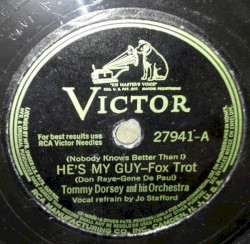 "HIS MASTER'S VOICE"
VICTOR
For best results use
RCA Victor Needles
27941-A
(Nobody Knows Better Than I)
HE'S MY GUY—Fox Trot
(Don Raye-Gene De Paul)
Tommy Dorsey and his Orchestra
Vocal refrain by Jo Stafford